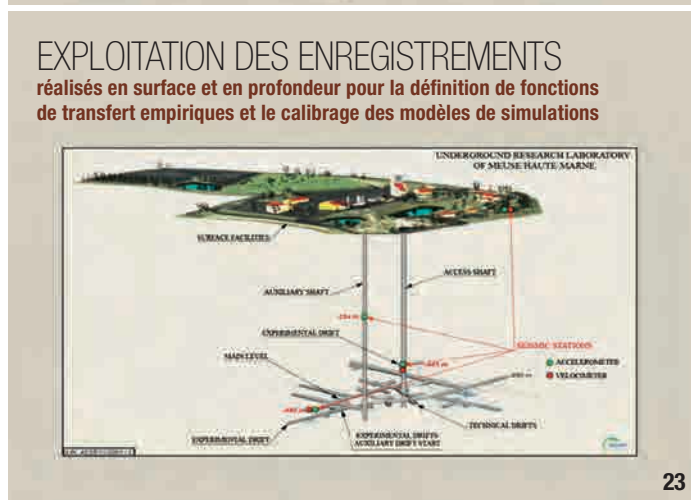 EXPLOITATION DES ENREGISTREMENTS
réalisés en surface et en profondeur pour la définition de fonctions
de transfert empiriques et le calibrage des modèles de simulations
UNDERGROUND RESEARCH LABORATORY
OF MEUSE HAUTE MARNE
SURFACE FACILITIES
ACCESS SHAFT
AUXILIARY SHAFT
EXPERIMENTAL DRIFT
SEISMIC STATIONS
MAIN LEVEL
ACCELEROMETER
VELOCIMETER
TECHNICAL DRIFTS
EXPERIMENTAL DRIFT
EXPERIMENTAL DRIFTS
AUXILIARY DRIFT START
23